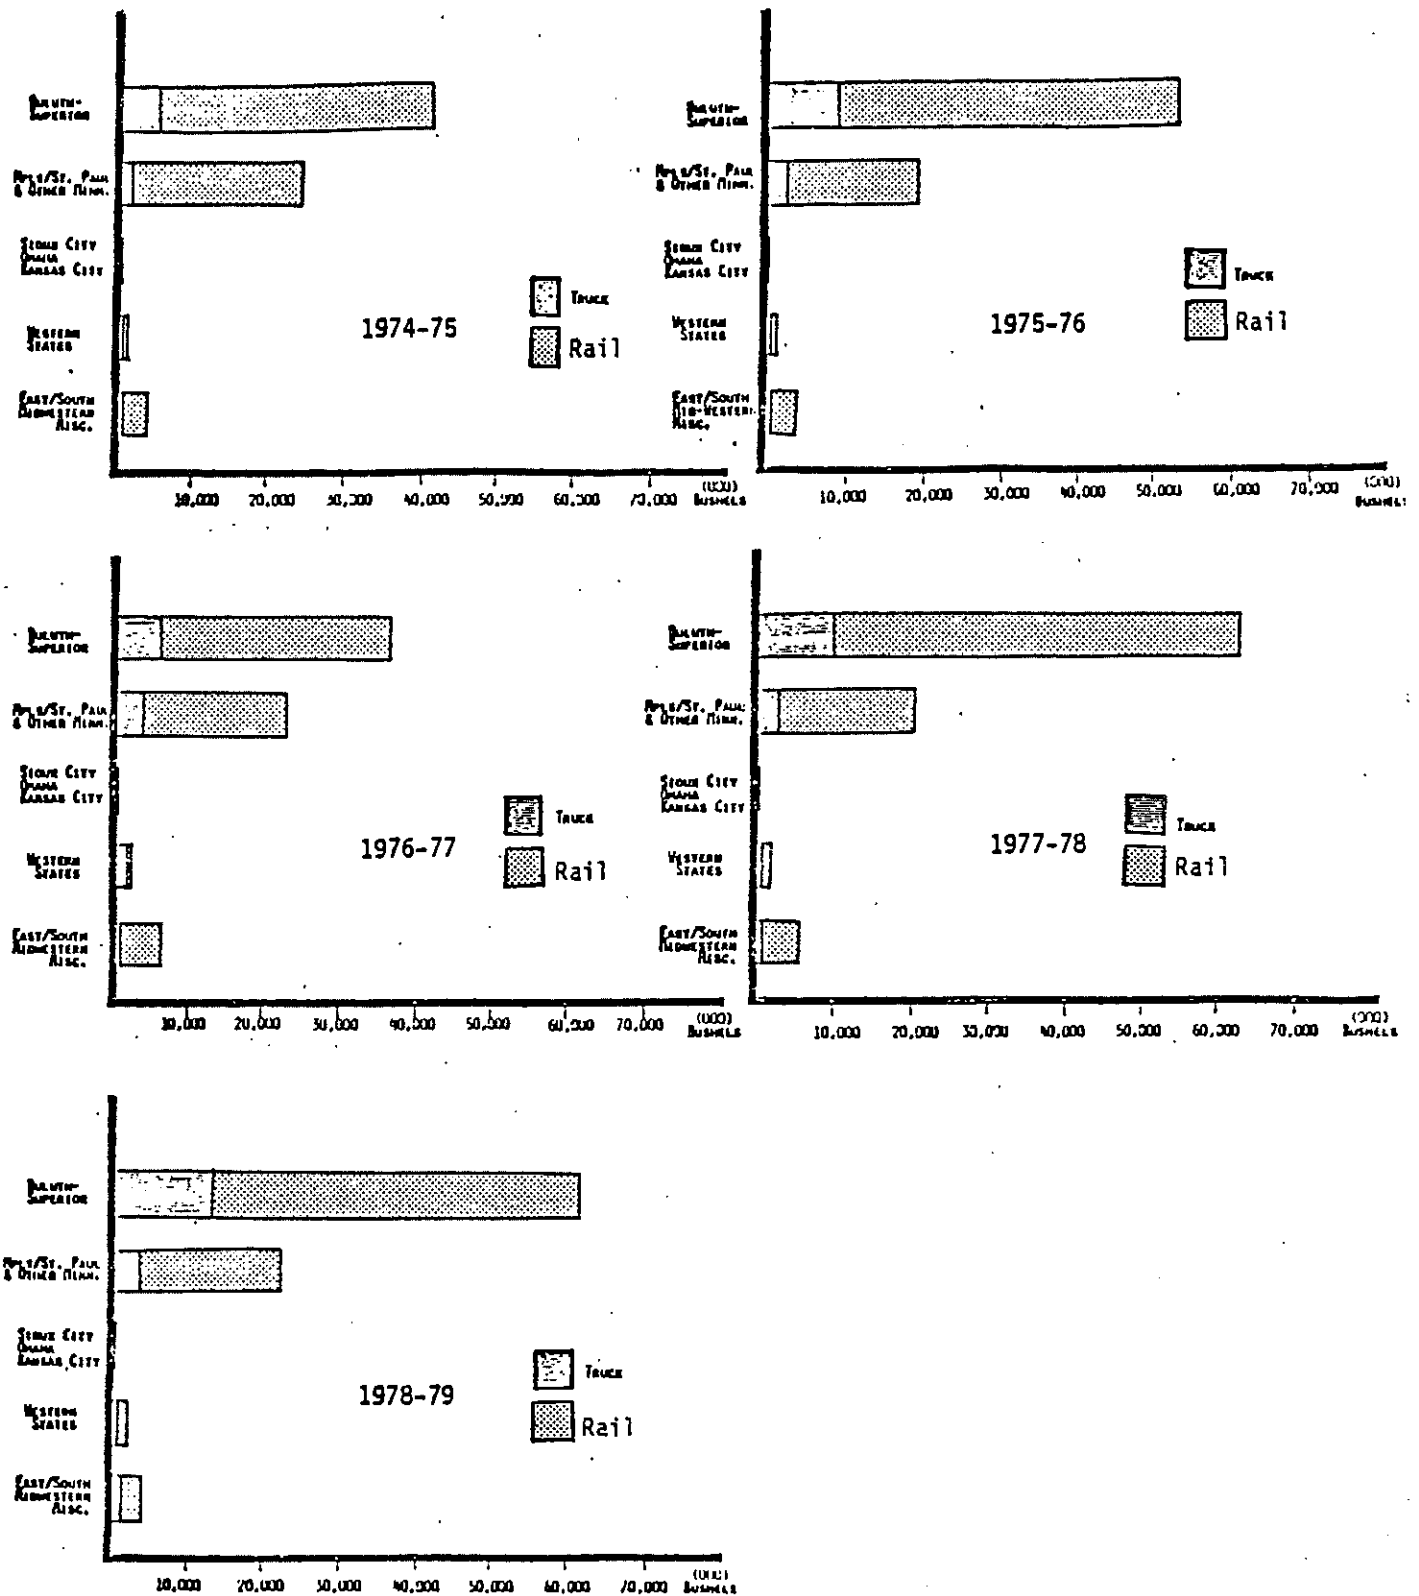 DULUTH-
SUPERIOR
MPLS/ST. PAUL
& OTHER MINN.
SIOUX CITY
OMAHA
KANSAS CITY
WESTERN
STATES
EAST/SOUTH
MIDWESTERN
MISC.
1974-75
TRUCK
Rail
10,000 20,000 30,000 40,000 50,000 60,000 70,000 (000)
BUSHELS
DULUTH-
SUPERIOR
MPLS/ST. PAUL
& OTHER MINN.
SIOUX CITY
OMAHA
KANSAS CITY
WESTERN
STATES
EAST/SOUTH
MID-WESTERN
MISC.
1975-76
TRUCK
Rail
10,000 20,000 30,000 40,000 50,000 60,000 70,000 (000)
BUSHELS
DULUTH-
SUPERIOR
MPLS/ST. PAUL
& OTHER MINN.
SIOUX CITY
OMAHA
KANSAS CITY
WESTERN
STATES
EAST/SOUTH
MIDWESTERN
MISC.
1976-77
TRUCK
Rail
10,000 20,000 30,000 40,000 50,000 60,000 70,000 (000)
BUSHELS
DULUTH-
SUPERIOR
MPLS/ST. PAUL
& OTHER MINN.
SIOUX CITY
OMAHA
KANSAS CITY
WESTERN
STATES
EAST/SOUTH
MIDWESTERN
MISC.
1977-78
TRUCK
Rail
10,000 20,000 30,000 40,000 50,000 60,000 70,000 (000)
BUSHELS
DULUTH-
SUPERIOR
MPLS/ST. PAUL
& OTHER MINN.
SIOUX CITY
OMAHA
KANSAS CITY
WESTERN
STATES
EAST/SOUTH
MIDWESTERN
MISC.
1978-79
TRUCK
Rail
10,000 20,000 30,000 40,000 50,000 60,000 70,000 (000)
BUSHELS